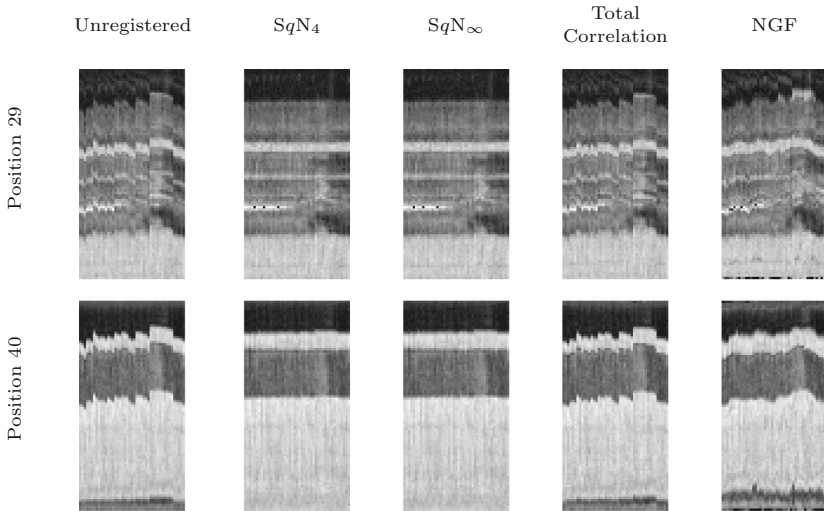 Unregistered
SqN₄
SqN∞
Total
Correlation
NGF
Position 29
Position 40